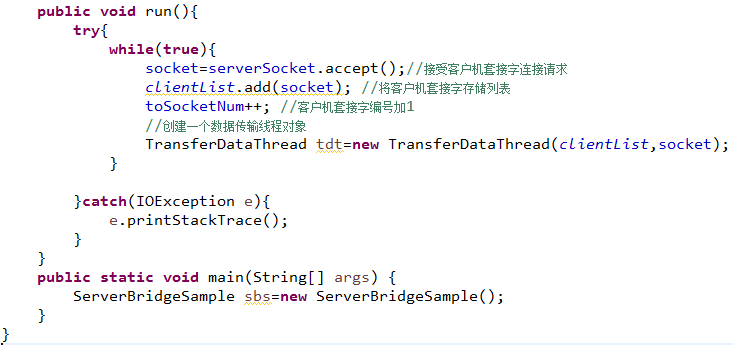 public void run(){
try{
while(true){
socket=serverSocket.accept();//接受客户机套接字连接请求
clientList.add(socket); //将客户机套接字存储列表
toSocketNum++; //客户机套接字编号加1
//创建一个数据传输线程对象
TransferDataThread tdt=new TransferDataThread(clientList,socket);
}
}catch(IOException e){
e.printStackTrace();
}
}
public static void main(String[] args) {
ServerBridgeSample sbs=new ServerBridgeSample();
}
}